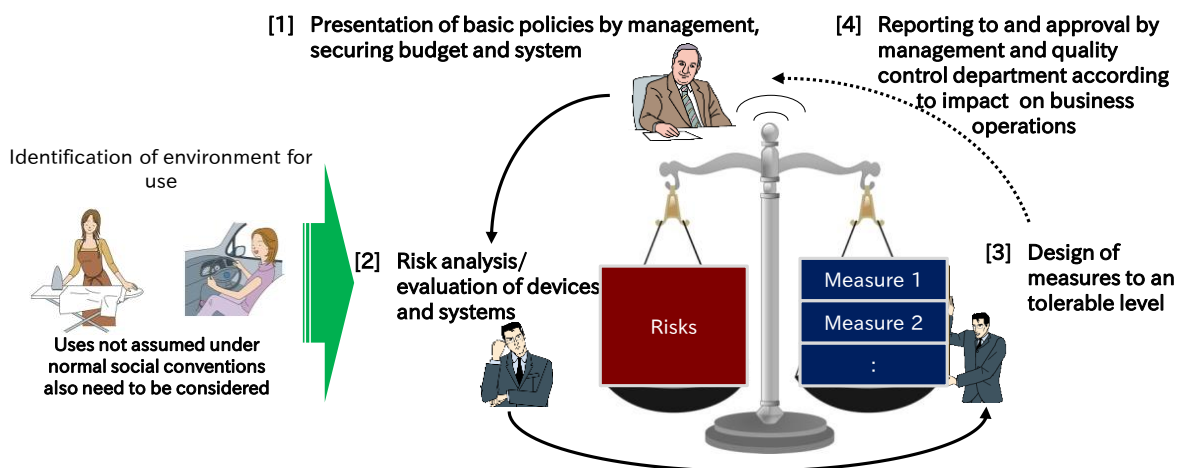 [1] Presentation of basic policies by management,
securing budget and system
[4] Reporting to and approval by
management and quality
control department according
to impact on business
operations
Identification of environment for
use
Uses not assumed under
normal social conventions
also need to be considered
[2] Risk analysis/
evaluation of devices
and systems
Risks
Measure 1
Measure 2
:
[3] Design of
measures to an
tolerable level